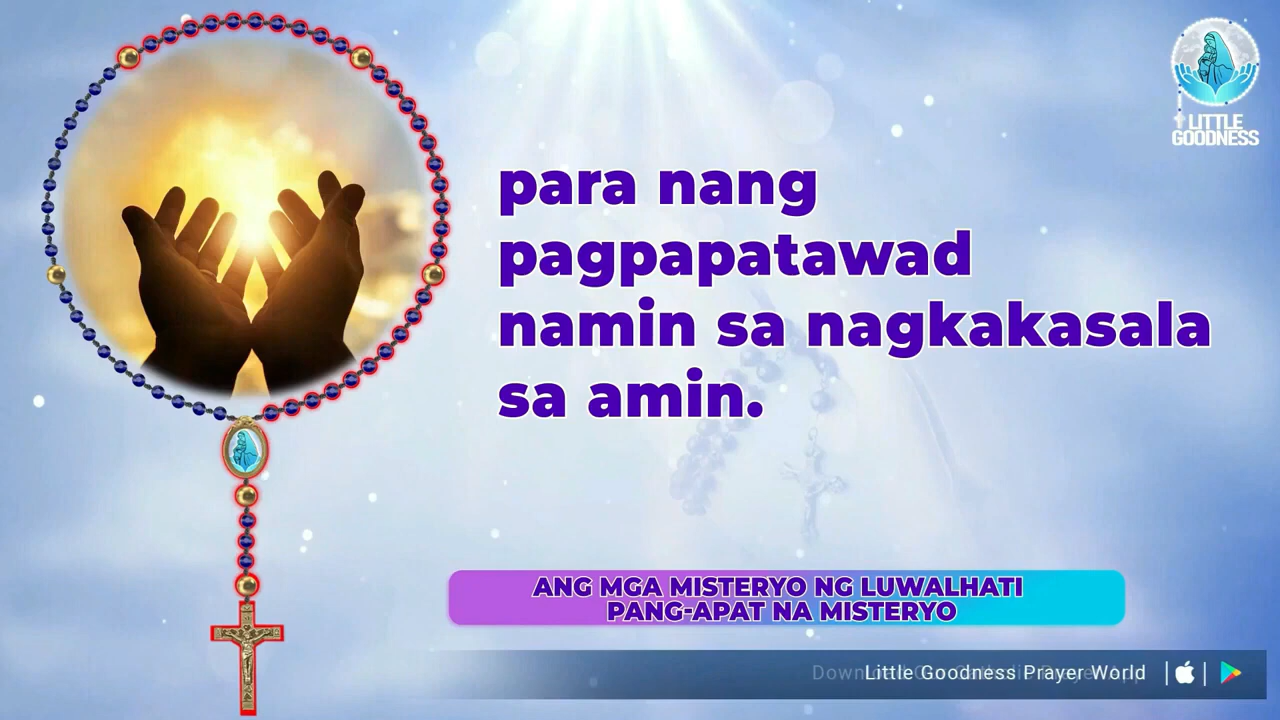 LITTLE
GOODNESS
para nang
pagpapatawad
namin sa nagkakasala
sa amin.
ANG MGA MISTERYO NG LUWALHATI
PANG-APAT NA MISTERYO
Little Goodness Prayer World